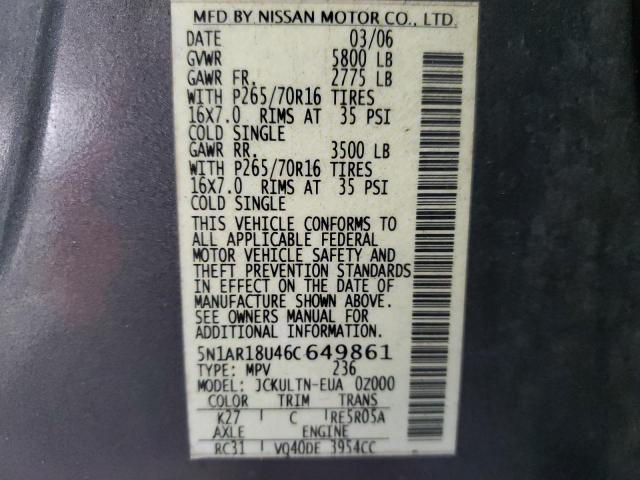 MFD BY NISSAN MOTOR CO., LTD.
DATE 03/06
GVWR 5800 LB
GAWR FR. 2775 LB
WITH P265/70R16 TIRES
16X7.0 RIMS AT 35 PSI
COLD SINGLE
GAWR RR. 3500 LB
WITH P265/70R16 TIRES
16X7.0 RIMS AT 35 PSI
COLD SINGLE
THIS VEHICLE CONFORMS TO
ALL APPLICABLE FEDERAL
MOTOR VEHICLE SAFETY AND
THEFT PREVENTION STANDARDS
IN EFFECT ON THE DATE OF
MANUFACTURE SHOWN ABOVE.
SEE OWNERS MANUAL FOR
ADDITIONAL INFORMATION.
5N1AR18U46C649861
TYPE: MPV 236
MODEL: JCKULTN-EUA 0Z000
COLOR TRIM TRANS
K27 C RE5R05A
AXLE ENGINE
RC31 VQ40DE 3954CC